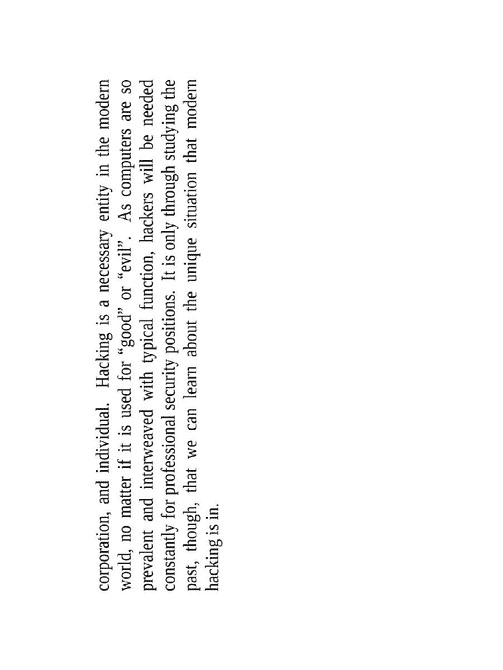 corporation, and individual. Hacking is a necessary entity in the modern
world, no matter if it is used for “good” or “evil”. As computers are so
prevalent and interweaved with typical function, hackers will be needed
constantly for professional security positions. It is only through studying the
past, though, that we can learn about the unique situation that modern
hacking is in.